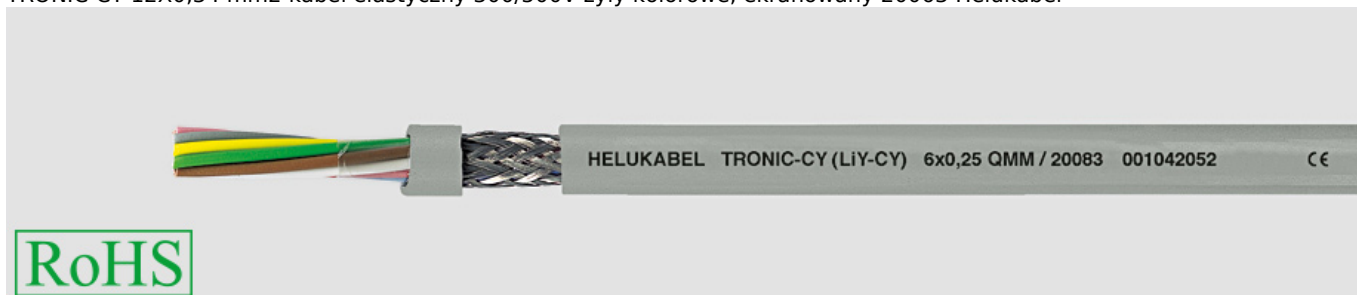 HELUKABEL TRONIC-CY (LiY-CY) 6x0,25 QMM / 20083 001042052 CE
RoHS